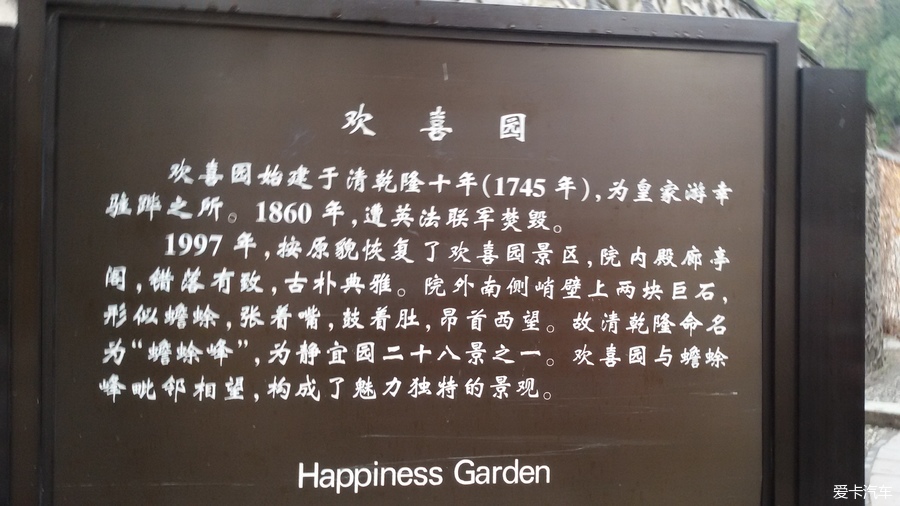 欢喜园
欢喜园始建于清乾隆十年(1745年),为皇家游幸
驻跸之所。1860年,遭英法联军焚毁。
1997年,按原貌恢复了欢喜园景区,院内殿廊亭
阁,错落有致,古朴典雅。院外南侧峭壁上两块巨石,
形似蟾蜍,张着嘴,鼓着肚,昂首西望。故清乾隆命名
为“蟾蜍峰”,为静宜园二十八景之一。欢喜园与蟾蜍
峰毗邻相望,构成了魅力独特的景观。
Happiness Garden
爱卡汽车